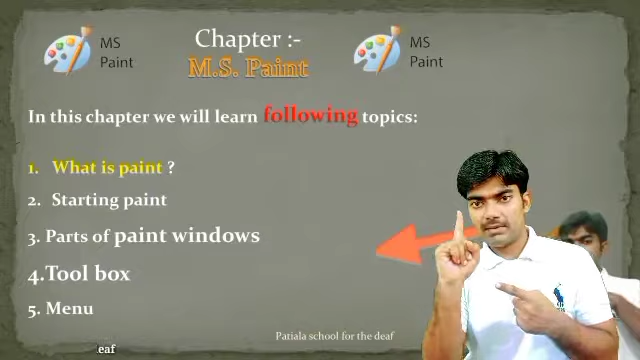 MS Paint
Chapter :-
MS Paint
M.S. Paint
In this chapter we will learn following topics:
1. What is paint ?
2. Starting paint
3. Parts of paint windows
4.Tool box
5. Menu
Patiala school for the deaf
eaf